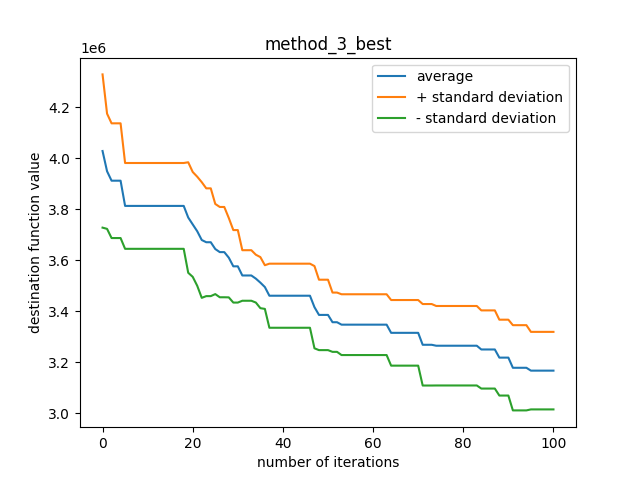 method_3_best
1e6
average
+ standard deviation
- standard deviation
destination function value
4.2
4.0
3.8
3.6
3.4
3.2
3.0
0 20 40 60 80 100
number of iterations